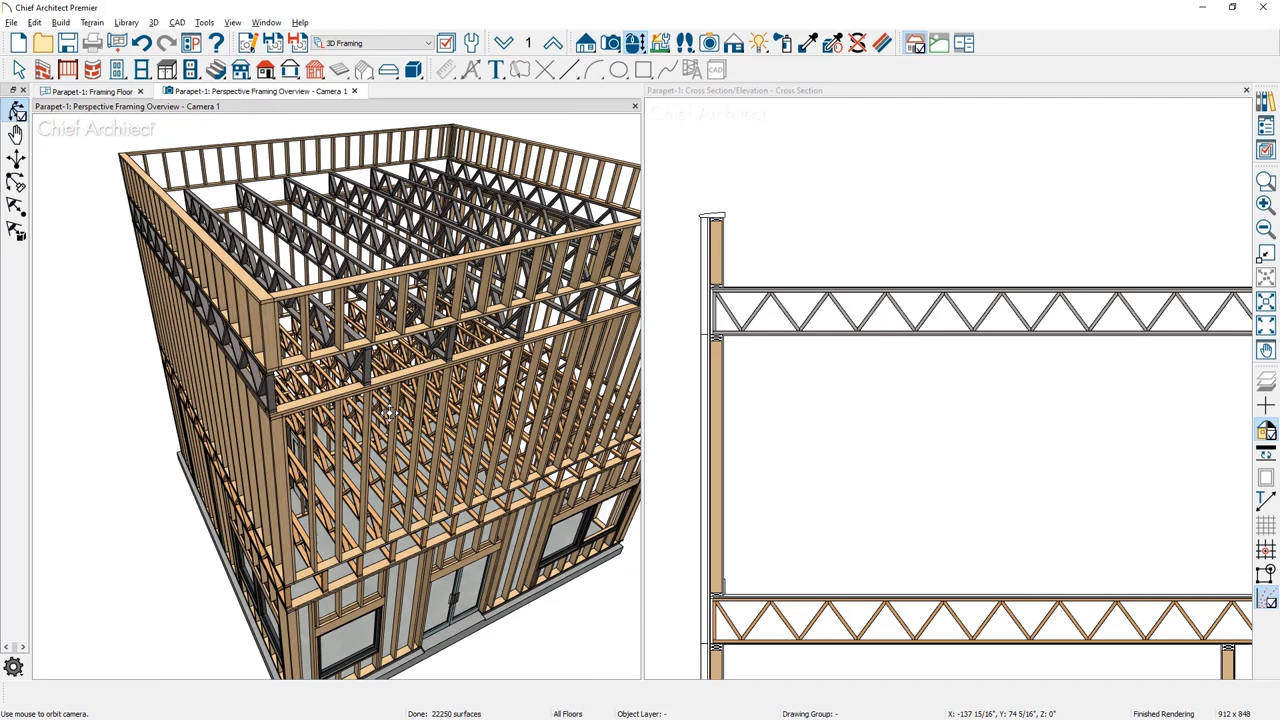 Chief Architect Premier
File Edit Build Terrain Library 3D CAD Tools View Window Help
1 3D Framing
CAD
Parapet-1: Framing Floor Parapet-1: Perspective Framing Overview - Camera 1
Parapet-1: Cross Section/Elevation - Cross Section
Parapet-1: Perspective Framing Overview - Camera 1
Chief Architect
Chief Architect
Use mouse to orbit camera. Done: 22250 surfaces All Floors Object Layer: - Drawing Group: - X: -137 15/16", Y: 74 5/16", Z: 0" Finished Rendering 912 x 848